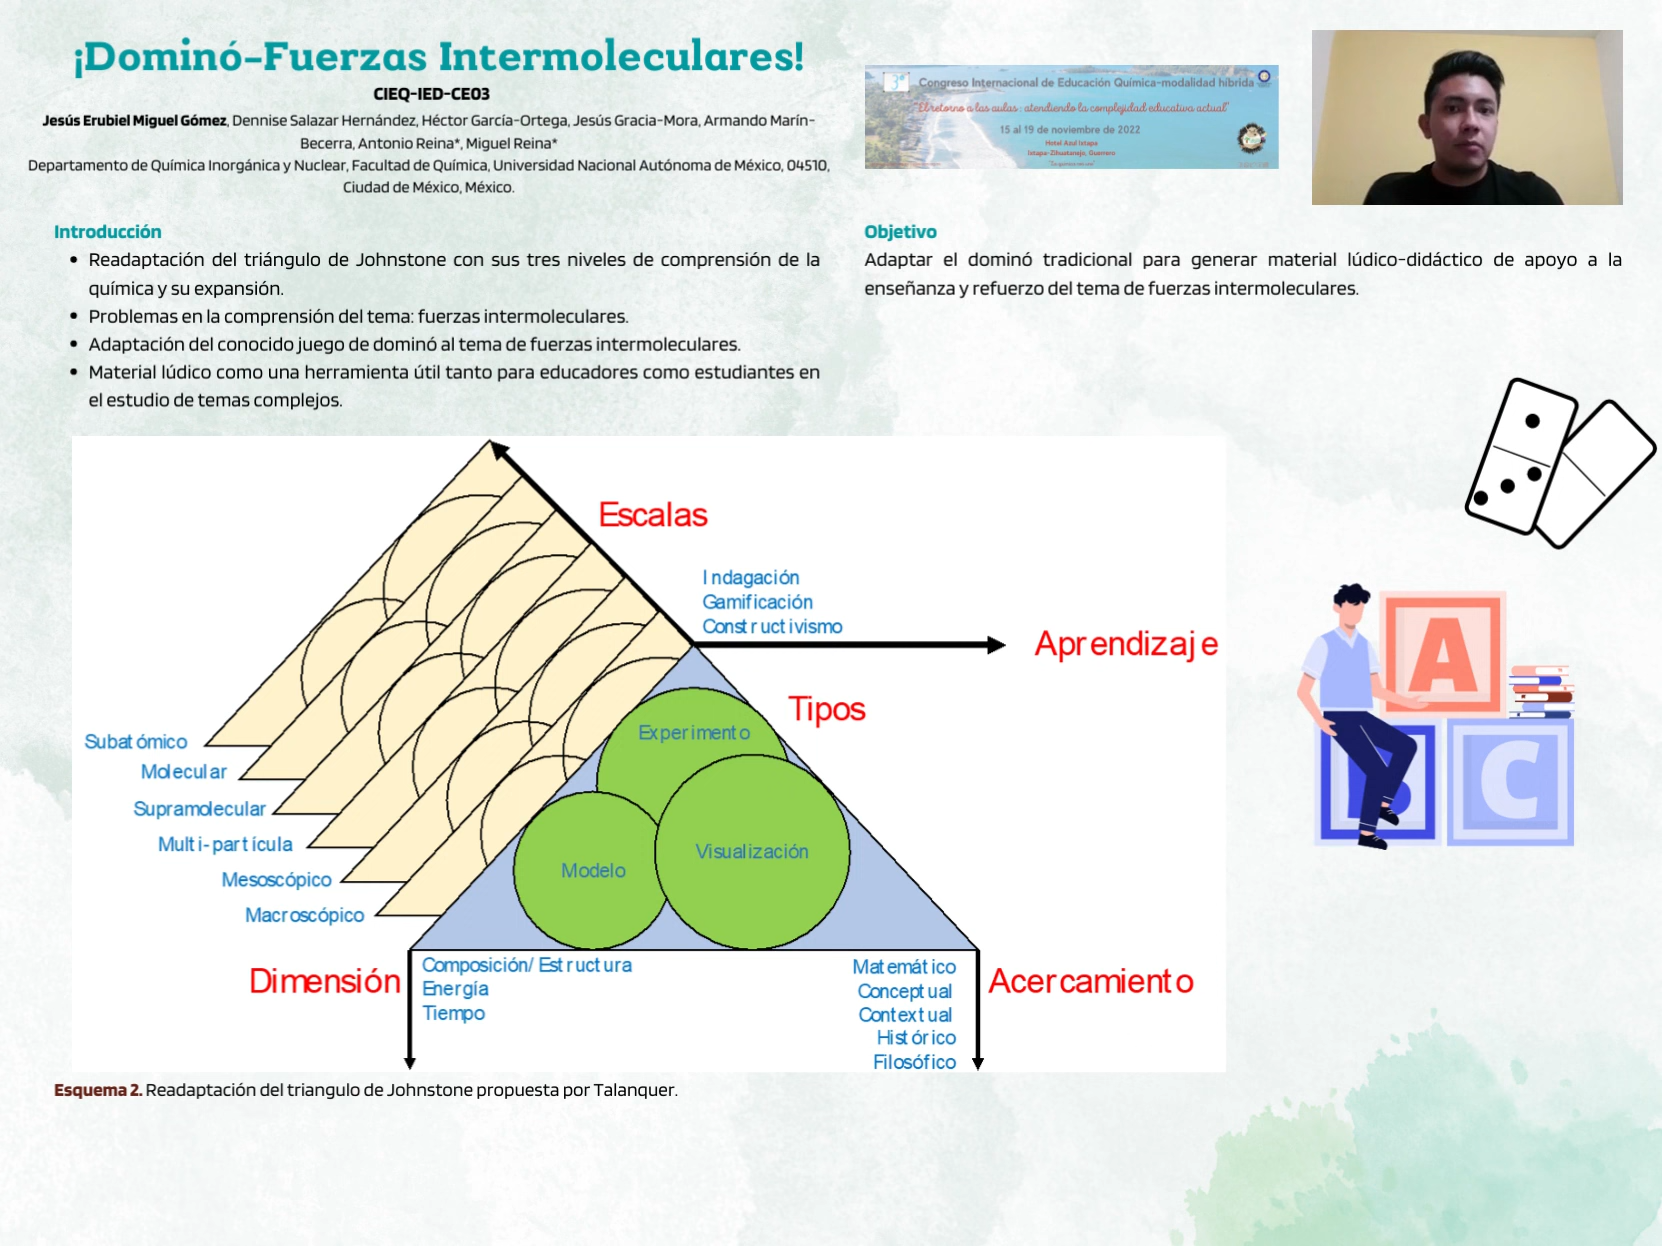 ¡Dominó-Fuerzas Intermoleculares!
CIEQ-IED-CE03
Jesús Erubiel Miguel Gómez, Dennise Salazar Hernández, Héctor García-Ortega, Jesús Gracia-Mora, Armando Marín-
Becerra, Antonio Reina*, Miguel Reina*
Departamento de Química Inorgánica y Nuclear, Facultad de Química, Universidad Nacional Autónoma de México, 04510,
Ciudad de México, México.
3°
Congreso Internacional de Educación Química-modalidad híbrida
"El retorno a las aulas: atendiendo la complejidad educativa actual"
15 al 19 de noviembre de 2022
Hotel Azul Ixtapa
Ixtapa-Zihuatanejo, Guerrero
Introducción
• Readaptación del triángulo de Johnstone con sus tres niveles de comprensión de la
química y su expansión.
• Problemas en la comprensión del tema: fuerzas intermoleculares.
• Adaptación del conocido juego de dominó al tema de fuerzas intermoleculares.
• Material lúdico como una herramienta útil tanto para educadores como estudiantes en
el estudio de temas complejos.
Objetivo
Adaptar el dominó tradicional para generar material lúdico-didáctico de apoyo a la
enseñanza y refuerzo del tema de fuerzas intermoleculares.
Escalas
Indagación
Gamificación
Constructivismo
Aprendizaje
Tipos
Experimento
Modelo
Visualización
Subatómico
Molecular
Supramolecular
Multi-partícula
Mesoscópico
Macroscópico
Dimensión
Composición/Estructura
Energía
Tiempo
Matemático
Conceptual
Contextual
Histórico
Filosófico
Acercamiento
A
B
C
Esquema 2. Readaptación del triangulo de Johnstone propuesta por Talanquer.